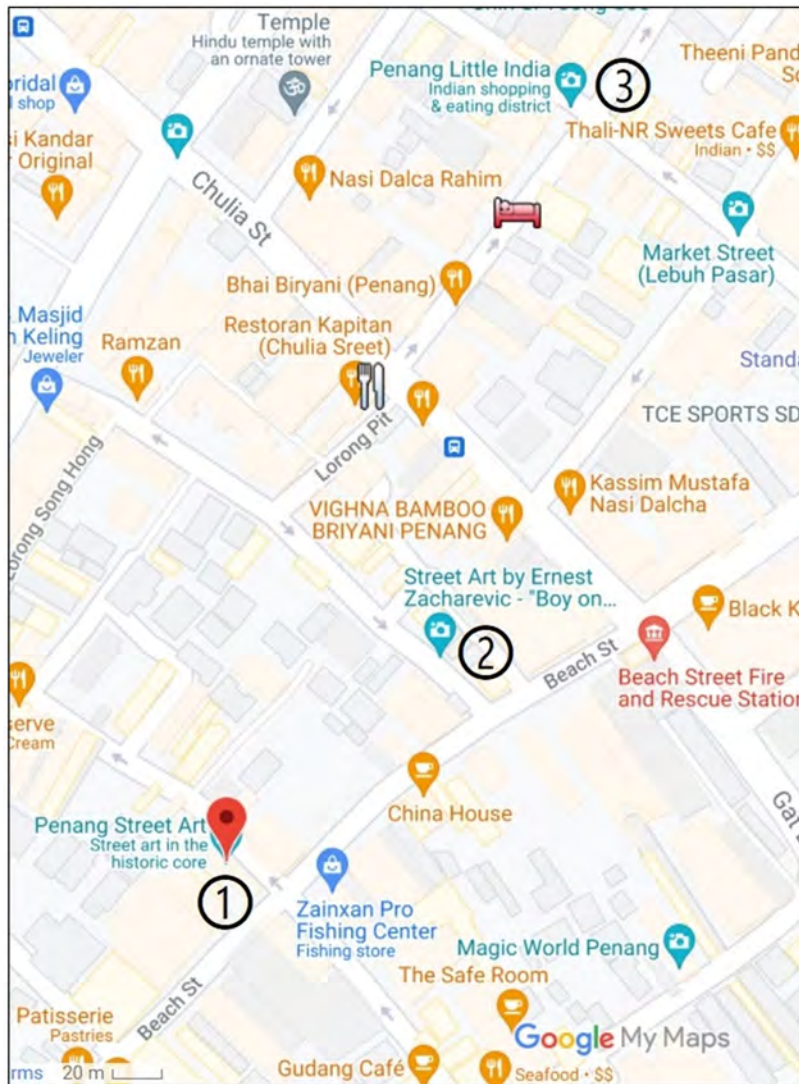 Temple
Hindu temple with
an ornate tower
Penang Little India
Indian shopping
& eating district
3
Theeni Pand
So
oridal
l shop
si Kandar
r Original
Thali-NR Sweets Cafe
Indian • $$
Nasi Dalca Rahim
Chulia St
Market Street
(Lebuh Pasar)
Bhai Biryani (Penang)
Masjid
n Keling
Jeweler
Ramzan
Restoran Kapitan
(Chulia Sreet)
Standa
TCE SPORTS SD
Lorong Pit
Lorong Song Hong
Kassim Mustafa
Nasi Dalcha
VIGHNA BAMBOO
BRIYANI PENANG
Street Art by Ernest
Zacharevic - "Boy on...
2
Black K
Beach St
Beach Street Fire
and Rescue Station
serve
Cream
China House
Penang Street Art
Street art in the
historic core
1
Gat
Zainxan Pro
Fishing Center
Fishing store
Magic World Penang
The Safe Room
Patisserie
Pastries
Beach St
Google My Maps
rms
20 m
Gudang Café
Seafood • $$